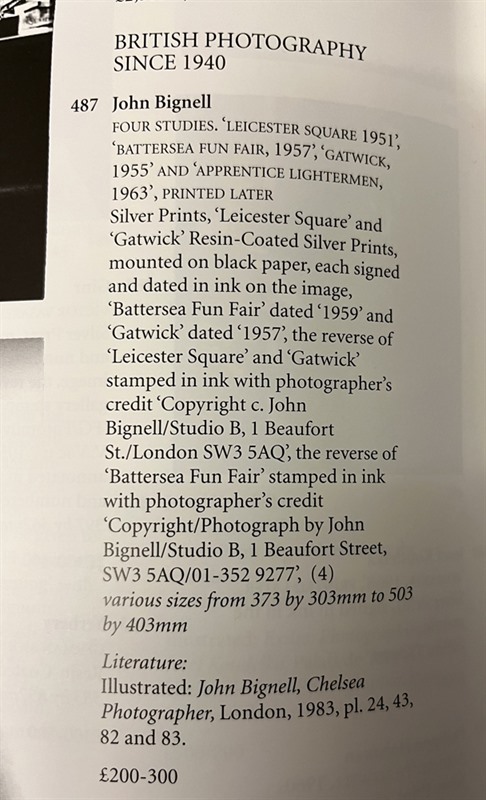 BRITISH PHOTOGRAPHY
SINCE 1940
487 John Bignell
FOUR STUDIES. ‘LEICESTER SQUARE 1951’,
‘BATTERSEA FUN FAIR, 1957’, ‘GATWICK,
1955’ AND ‘APPRENTICE LIGHTERMEN,
1963’, PRINTED LATER
Silver Prints, ‘Leicester Square’ and
‘Gatwick’ Resin-Coated Silver Prints,
mounted on black paper, each signed
and dated in ink on the image,
‘Battersea Fun Fair’ dated ‘1959’ and
‘Gatwick’ dated ‘1957’, the reverse of
‘Leicester Square’ and ‘Gatwick’
stamped in ink with photographer’s
credit ‘Copyright c. John
Bignell/Studio B, 1 Beaufort
St./London SW3 5AQ’, the reverse of
‘Battersea Fun Fair’ stamped in ink
with photographer’s credit
‘Copyright/Photograph by John
Bignell/Studio B, 1 Beaufort Street,
SW3 5AQ/01-352 9277’, (4)
various sizes from 373 by 303mm to 503
by 403mm
Literature:
Illustrated: John Bignell, Chelsea
Photographer, London, 1983, pl. 24, 43,
82 and 83.
£200-300